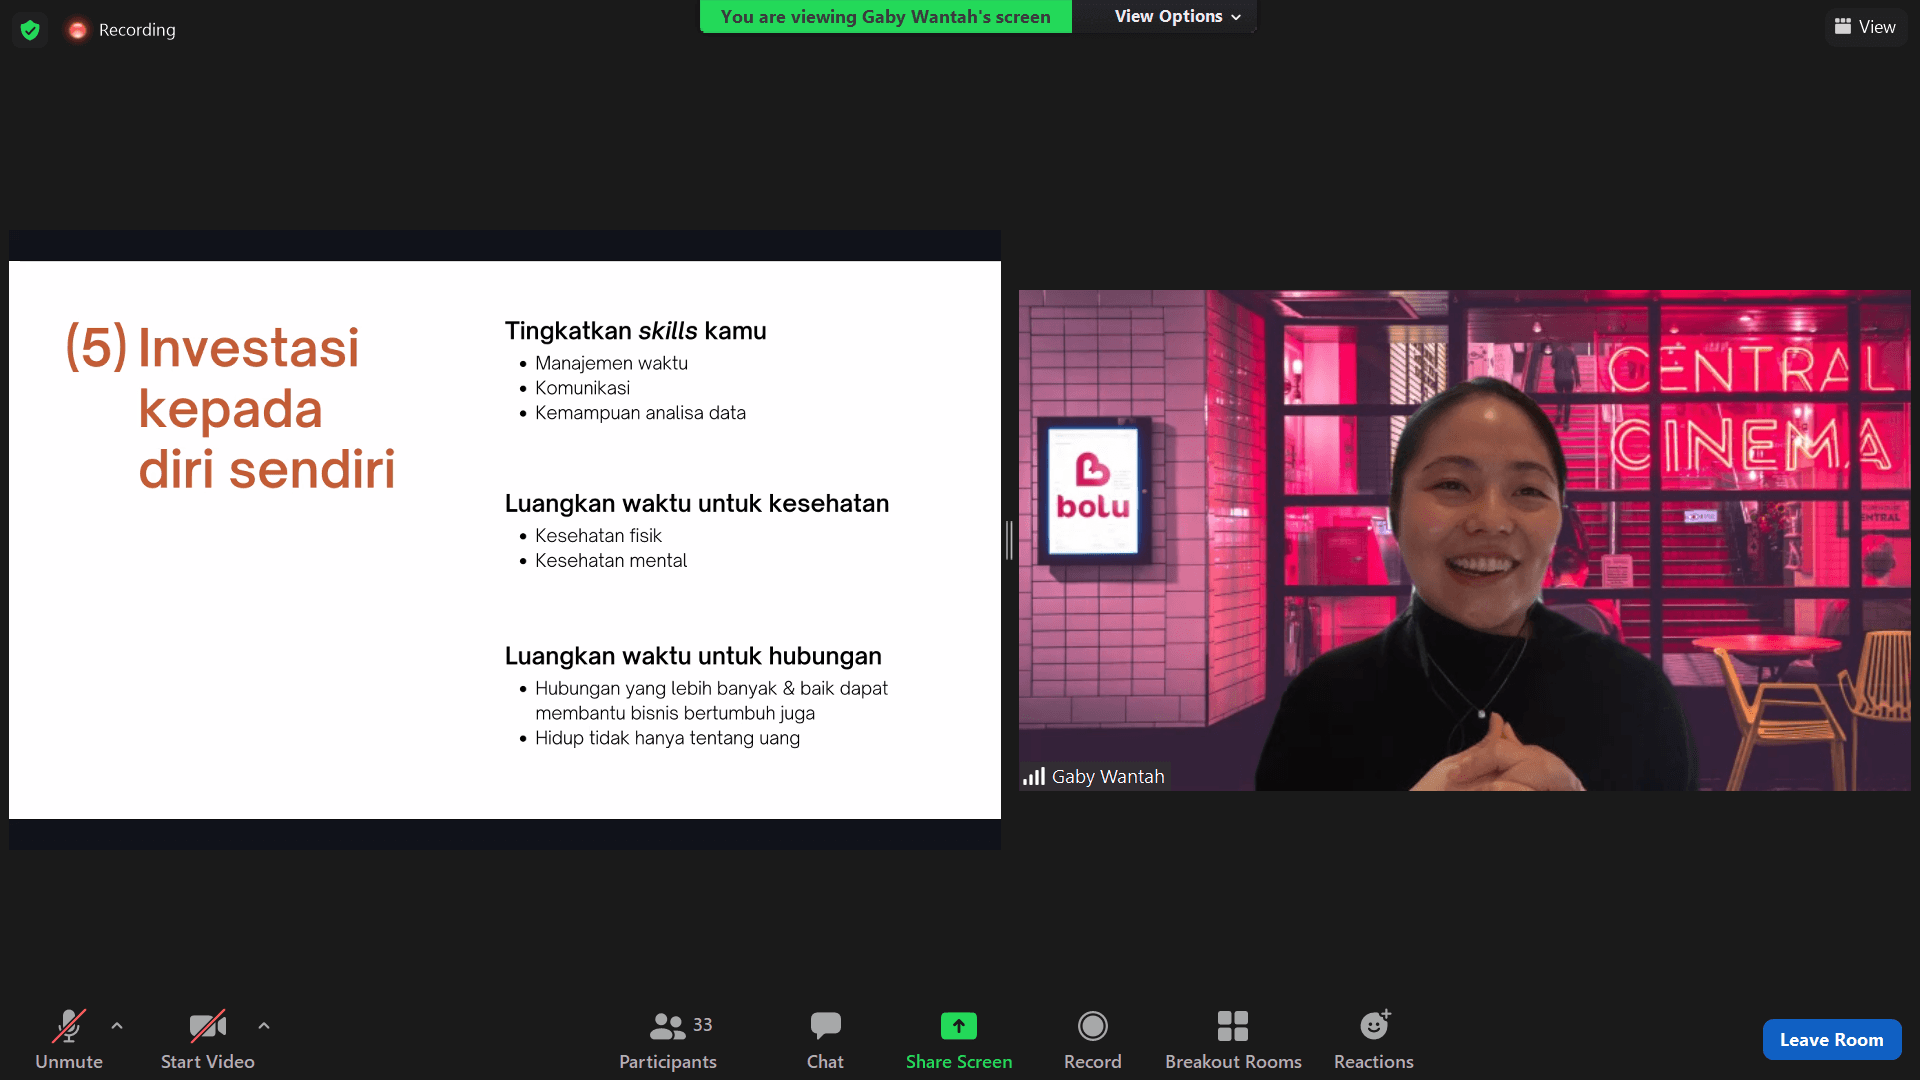 Recording
You are viewing Gaby Wantah's screen
View Options
View
(5) Investasi
kepada
diri sendiri
Tingkatkan skills kamu
• Manajemen waktu
• Komunikasi
• Kemampuan analisa data
Luangkan waktu untuk kesehatan
• Kesehatan fisik
• Kesehatan mental
Luangkan waktu untuk hubungan
• Hubungan yang lebih banyak & baik dapat
membantu bisnis bertumbuh juga
• Hidup tidak hanya tentang uang
CENTRAL
CINEMA
bolu
Gaby Wantah
Unmute
Start Video
33
Participants
Chat
Share Screen
Record
Breakout Rooms
Reactions
Leave Room